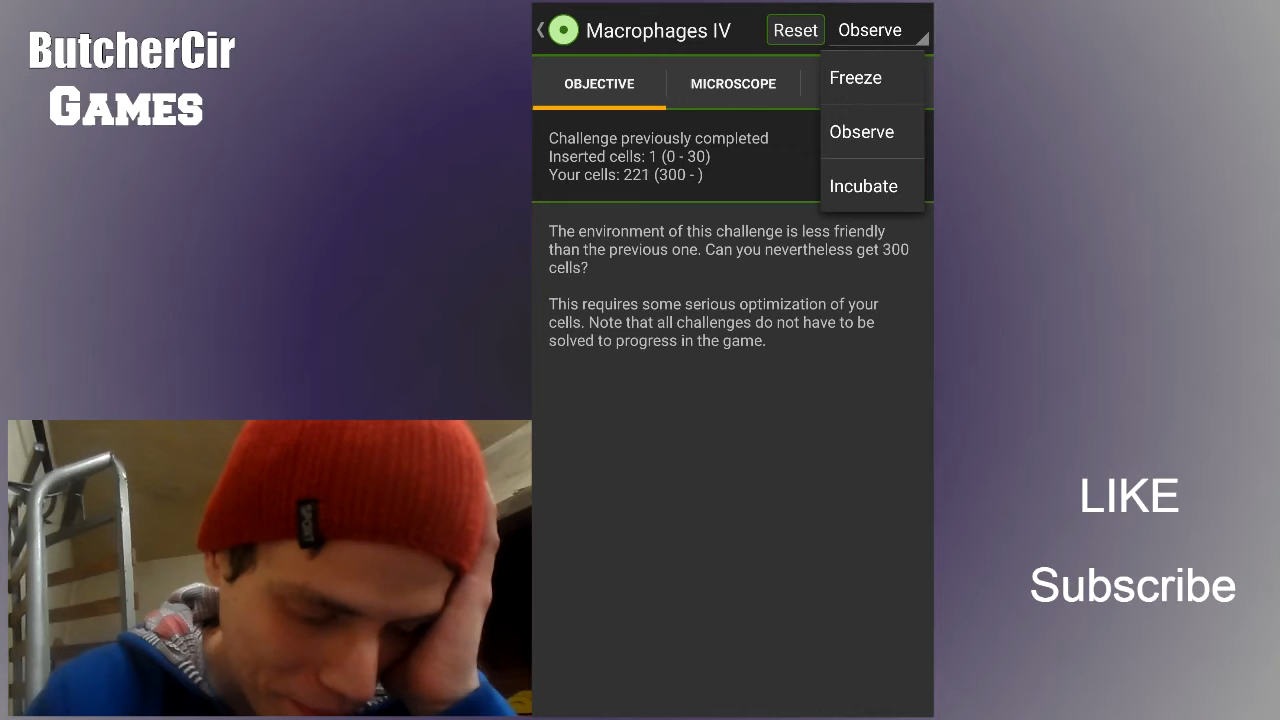 ButcherCir
GAMES
Macrophages IV
Reset
Observe
Freeze
Observe
Incubate
OBJECTIVE
MICROSCOPE
Challenge previously completed
Inserted cells: 1 (0 - 30)
Your cells: 221 (300 - )
The environment of this challenge is less friendly
than the previous one. Can you nevertheless get 300
cells?
This requires some serious optimization of your
cells. Note that all challenges do not have to be
solved to progress in the game.
SPORT
LIKE
Subscribe